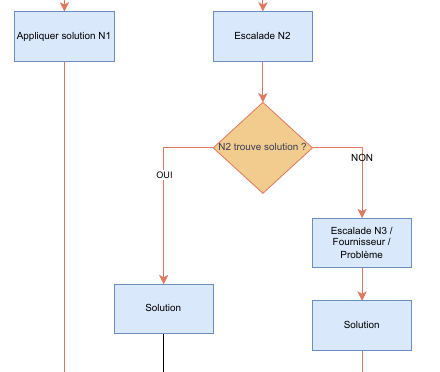 Appliquer solution N1
Escalade N2
N2 trouve solution ?
NON
OUI
Escalade N3 /
Fournisseur /
Problème
Solution
Solution